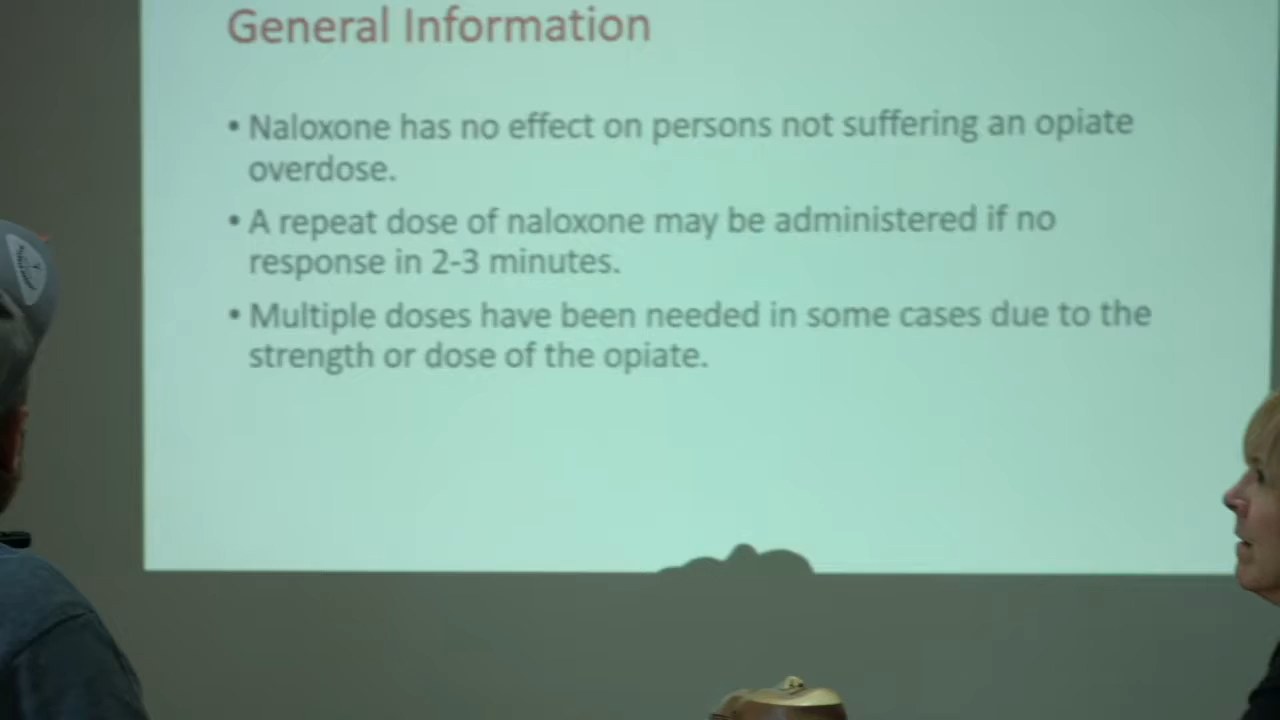 General Information
• Naloxone has no effect on persons not suffering an opiate
overdose.
• A repeat dose of naloxone may be administered if no
response in 2-3 minutes.
• Multiple doses have been needed in some cases due to the
strength or dose of the opiate.